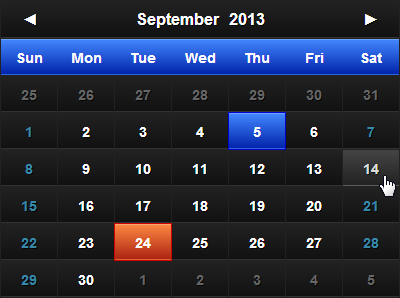 ◄ September 2013 ►
Sun Mon Tue Wed Thu Fri Sat
25 26 27 28 29 30 31
1 2 3 4 5 6 7
8 9 10 11 12 13 14
15 16 17 18 19 20 21
22 23 24 25 26 27 28
29 30 1 2 3 4 5